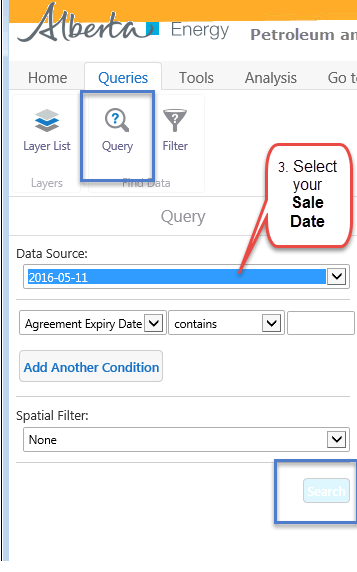 Alberta Energy Petroleum an
Home Queries Tools Analysis Go t
Layer List Query Filter
Layers Find Data
3. Select
your
Sale
Date
Query
Data Source:
2016-05-11
Agreement Expiry Date contains
Add Another Condition
Spatial Filter:
None
Search